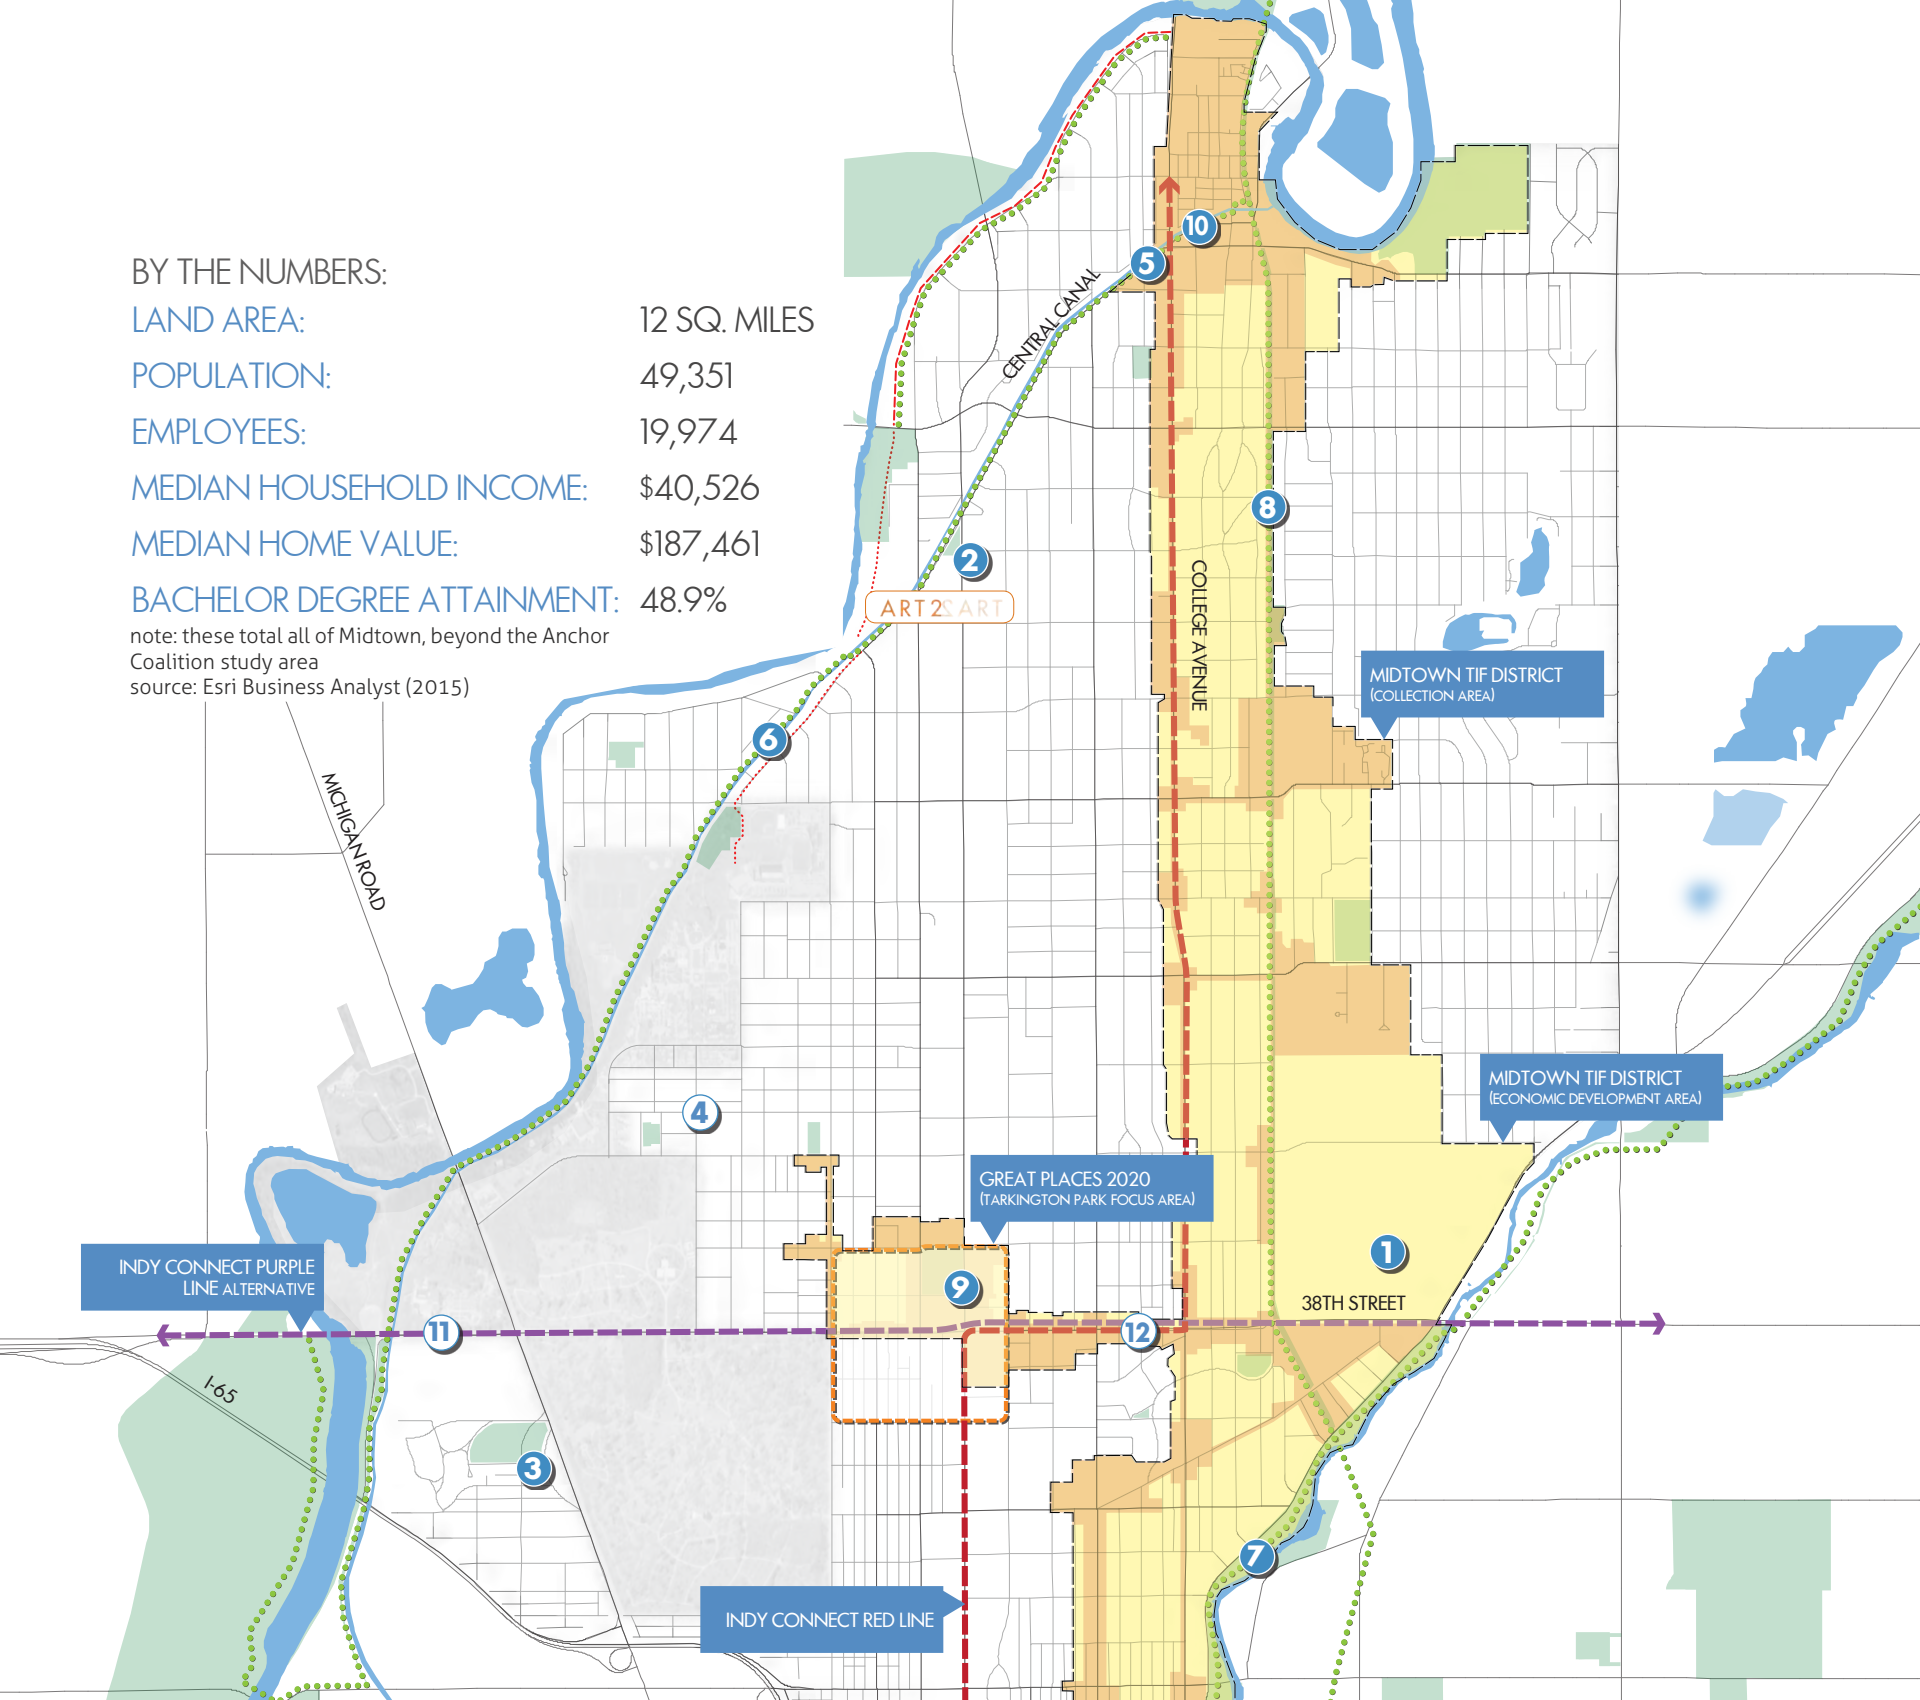 BY THE NUMBERS:
LAND AREA: 12 SQ. MILES
POPULATION: 49,351
EMPLOYEES: 19,974
MEDIAN HOUSEHOLD INCOME: $40,526
MEDIAN HOME VALUE: $187,461
BACHELOR DEGREE ATTAINMENT: 48.9%
note: these total all of Midtown, beyond the Anchor
Coalition study area
source: Esri Business Analyst (2015)
10
5
CENTRAL CANAL
8
2
ART2ART
COLLEGE AVENUE
MIDTOWN TIF DISTRICT
(COLLECTION AREA)
6
MICHIGAN ROAD
MIDTOWN TIF DISTRICT
(ECONOMIC DEVELOPMENT AREA)
4
GREAT PLACES 2020
(TARKINGTON PARK FOCUS AREA)
INDY CONNECT PURPLE
LINE ALTERNATIVE
1
9
38TH STREET
11
12
I-65
3
7
INDY CONNECT RED LINE